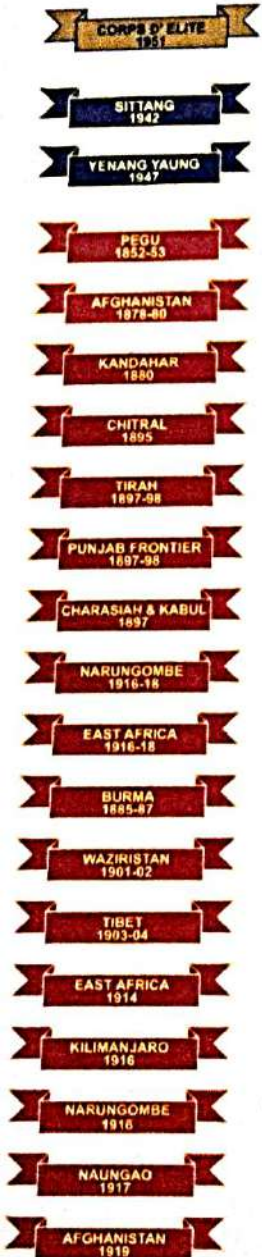 CORPS D' ELITE
1951
SITTANG
1942
YENANG YAUNG
1947
PEGU
1852-53
AFGHANISTAN
1878-80
KANDAHAR
1880
CHITRAL
1895
TIRAH
1897-98
PUNJAB FRONTIER
1897-98
CHARASIAH & KABUL
1897
NARUNGOMBE
1916-18
EAST AFRICA
1916-18
BURMA
1885-87
WAZIRISTAN
1901-02
TIBET
1903-04
EAST AFRICA
1914
KILIMANJARO
1916
NARUNGOMBE
1916
NAUNGAO
1917
AFGHANISTAN
1919